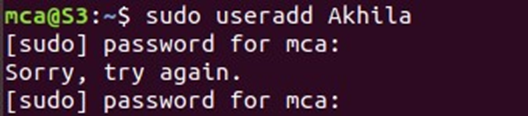 mca@S3:~$ sudo useradd Akhila
[sudo] password for mca:
Sorry, try again.
[sudo] password for mca: